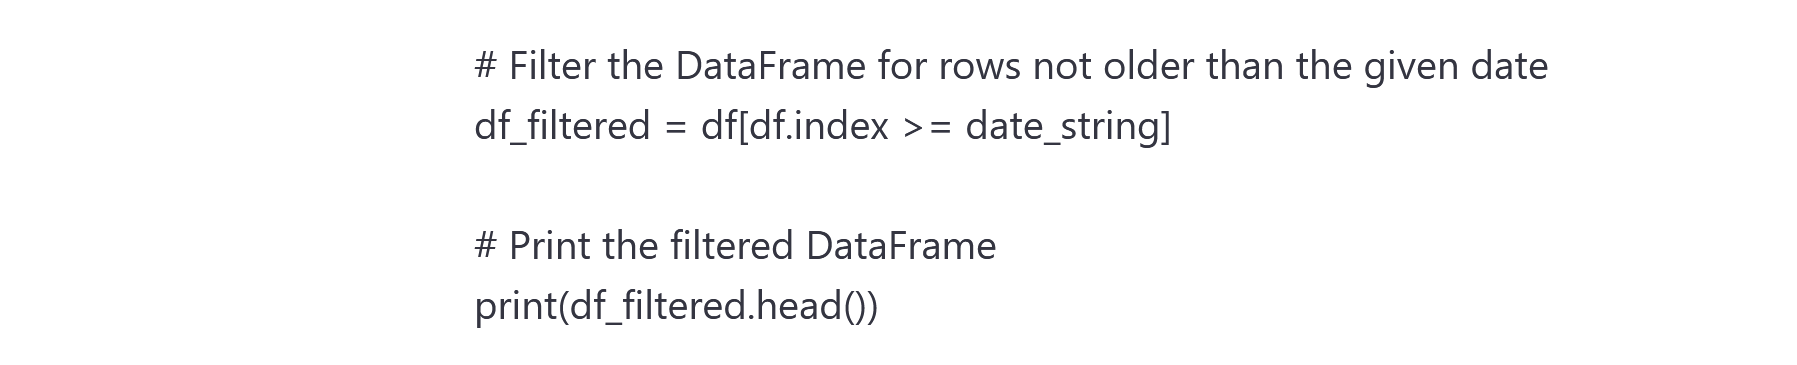 # Filter the DataFrame for rows not older than the given date
df_filtered = df[df.index >= date_string]
# Print the filtered DataFrame
print(df_filtered.head())